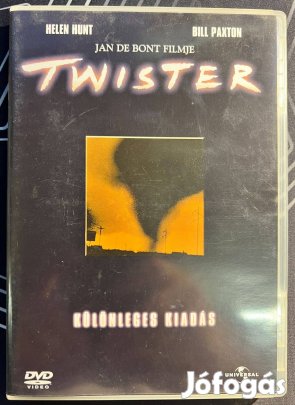 HELEN HUNT BILL PAXTON
JAN DE BONT FILMJE
TWISTER
KÜLÖNLEGES KIADÁS
DVD
VIDEO
UNIVERSAL
Jófogás